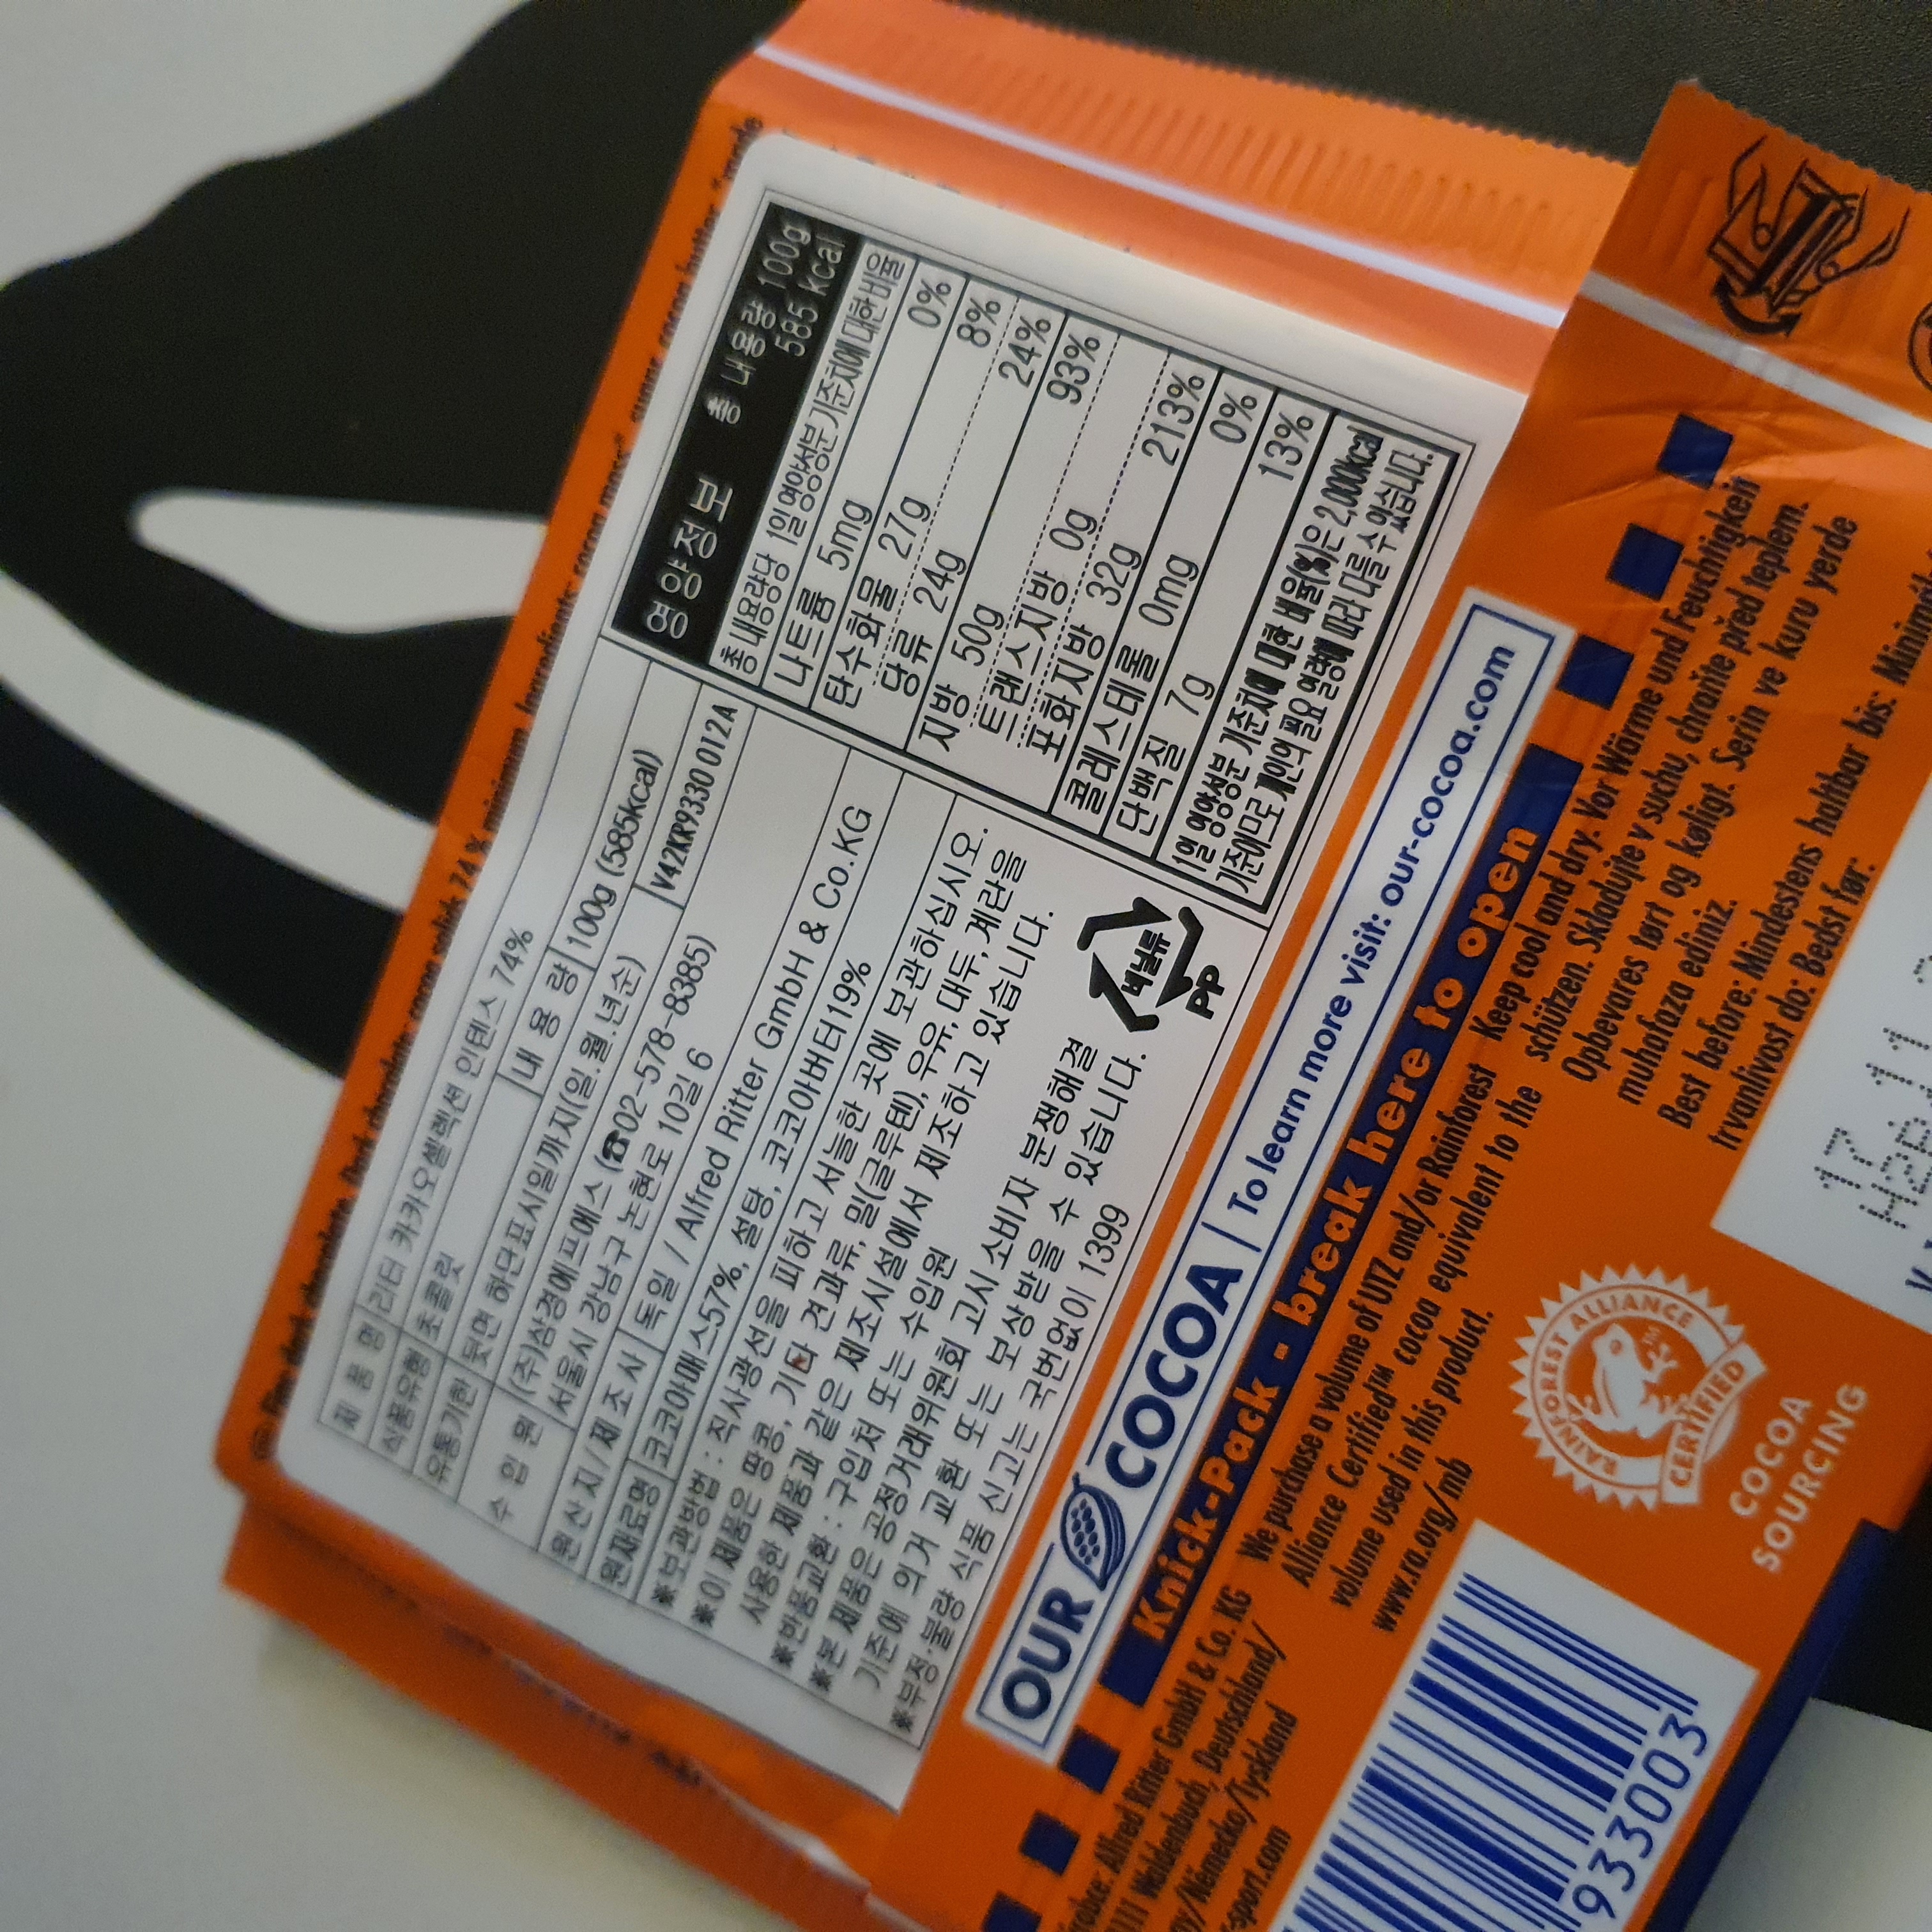 Fine dark chocolate. Dark chocolate
74% minimum. Ingredients: cocoa mass
제 품 명 리터 카카오셀렉션 인텐스 74%
식품유형 초콜릿 내 용 량 100g (585kcal)
유통기한 뒷면 하단표시일까지(일.월.년순) V42KR9330 012A
수 입 원 (주)삼경에프에스 (☎02-578-8385)
서울시 강남구 논현로 10길 6
원산지/제조사 독일 / Alfred Ritter GmbH & Co.KG
원재료명 코코아매스57%, 설탕, 코코아버터19%
※보관방법 : 직사광선을 피하고 서늘한 곳에 보관하십시오.
※이 제품은 땅콩, 기타 견과류, 밀(글루텐), 우유, 대두, 계란을
사용한 제품과 같은 제조시설에서 제조하고 있습니다.
※반품교환 : 구입처 또는 수입원
※본 제품은 공정거래위원회 고시 소비자 분쟁해결
기준에 의거 교환 또는 보상받을 수 있습니다.
※부정·불량 식품 신고는 국번없이 1399
비닐류
PP
영양정보 총 내용량 100g
585 kcal
총 내용량당 1일 영양성분 기준치에 대한 비율
나트륨 5mg 0%
탄수화물 27g 8%
당류 24g 24%
지방 50g 93%
트랜스지방 0g
포화지방 32g 213%
콜레스테롤 0mg 0%
단백질 7g 13%
1일 영양성분 기준치에 대한 비율(%)은 2,000kcal
기준이므로 개인의 필요 열량에 따라 다를 수 있습니다.
OUR COCOA | To learn more visit: our-cocoa.com
Knick-Pack - break here to open
Alfred Ritter GmbH & Co. KG
Waldenbuch, Deutschland/
/Německo/Tyskland
sport.com
We purchase a volume of UTZ and/or Rainforest
Alliance Certified™ cocoa equivalent to the
volume used in this product.
www.ra.org/mb
Keep cool and dry. Vor Wärme und Feuchtigkeit
schützen. Skladujte v suchu, chraňte před teplem.
Opbevares tørt og køligt. Serin ve kuru yerde
muhafaza ediniz.
Best before: Mindestens haltbar bis: Minimální
trvanlivost do: Bedst før:
RAINFOREST ALLIANCE
CERTIFIED
COCOA
SOURCING
933003